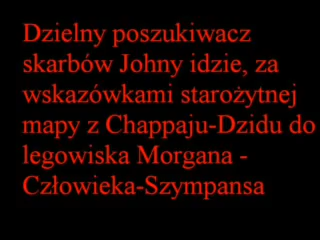 Dzielny poszukiwacz
skarbów Johny idzie, za
wskazówkami starożytnej
mapy z Chappaju-Dzidu do
legowiska Morgana -
Człowieka-Szympansa